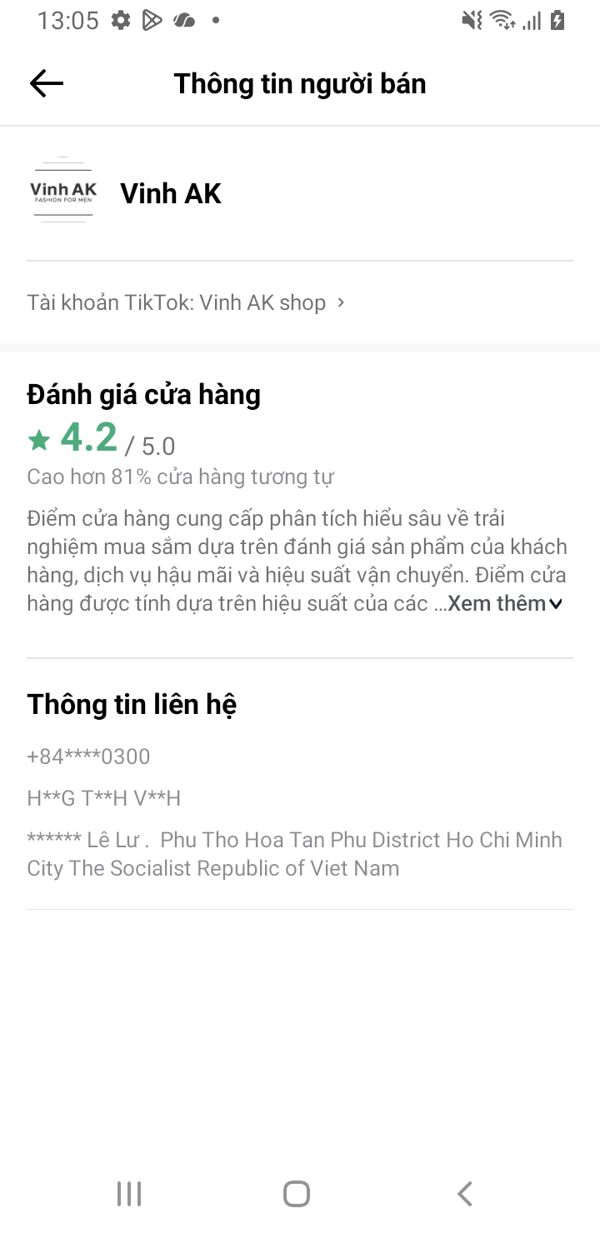 13:05
Thông tin người bán
Vinh AK
FASHION FOR MEN
Vinh AK
Tài khoản TikTok: Vinh AK shop ›
Đánh giá cửa hàng
4.2 / 5.0
Cao hơn 81% cửa hàng tương tự
Điểm cửa hàng cung cấp phân tích hiểu sâu về trải
nghiệm mua sắm dựa trên đánh giá sản phẩm của khách
hàng, dịch vụ hậu mãi và hiệu suất vận chuyển. Điểm cửa
hàng được tính dựa trên hiệu suất của các ...Xem thêm
Thông tin liên hệ
+84****0300
H**G T**H V**H
****** Lê Lư .  Phu Tho Hoa Tan Phu District Ho Chi Minh
City The Socialist Republic of Viet Nam